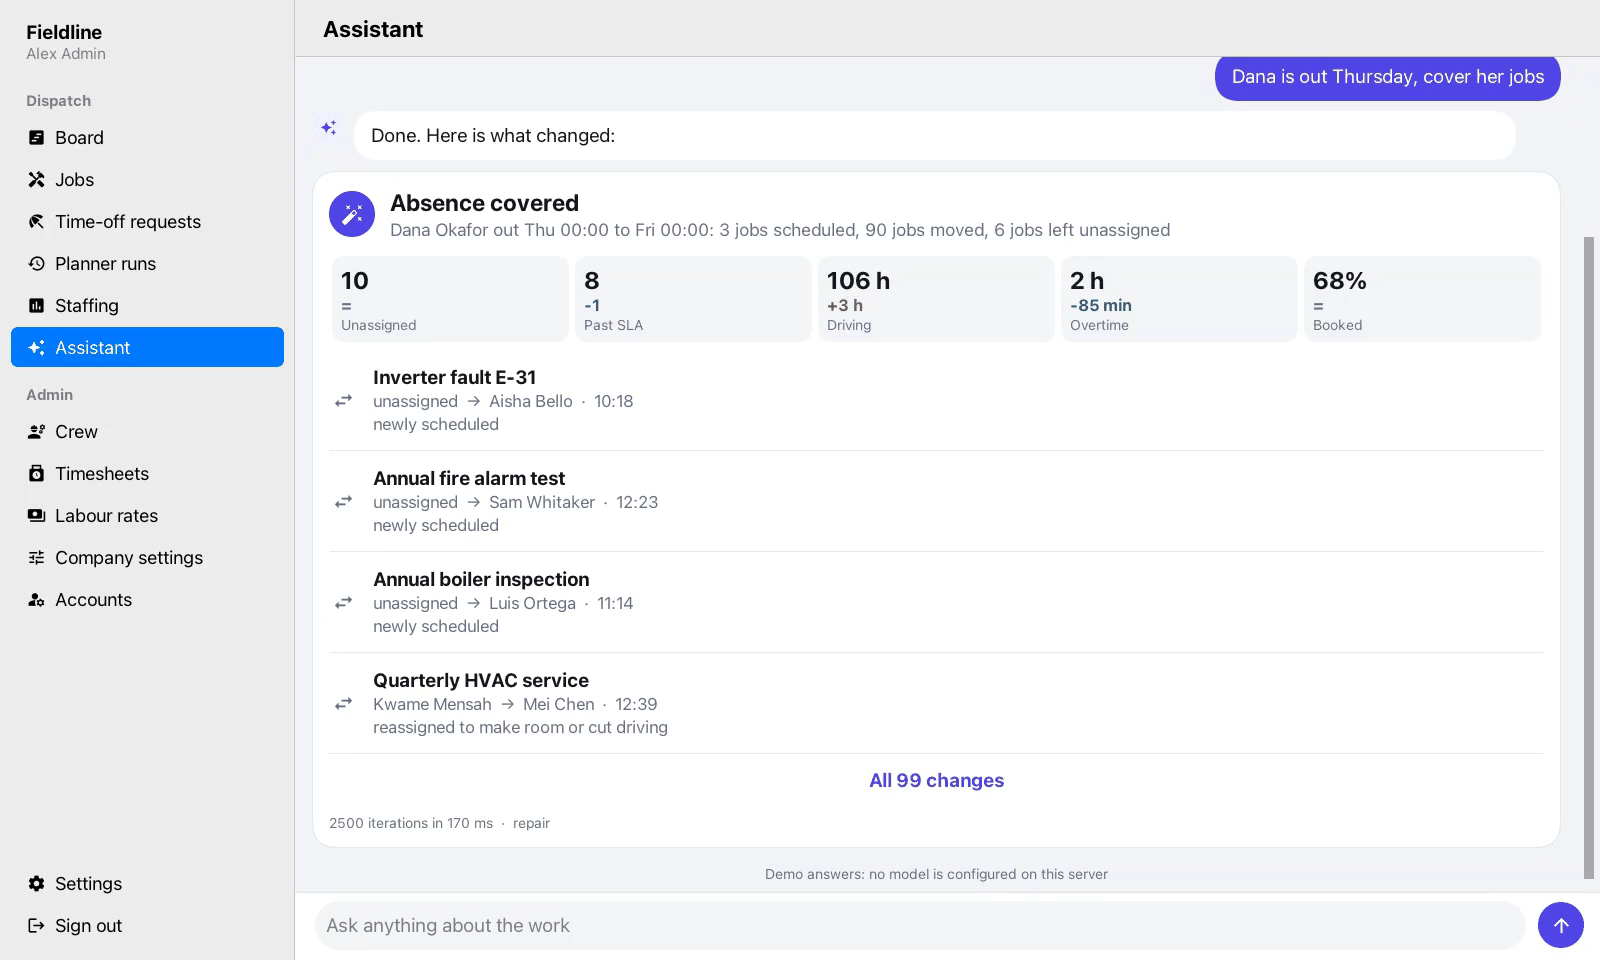 Fieldline
Alex Admin
Dispatch
Board
Jobs
Time-off requests
Planner runs
Staffing
Assistant
Admin
Crew
Timesheets
Labour rates
Company settings
Accounts
Settings
Sign out
Assistant
Dana is out Thursday, cover her jobs
Done. Here is what changed:
Absence covered
Dana Okafor out Thu 00:00 to Fri 00:00: 3 jobs scheduled, 90 jobs moved, 6 jobs left unassigned
10
=
Unassigned
8
-1
Past SLA
106 h
+3 h
Driving
2 h
-85 min
Overtime
68%
=
Booked
Inverter fault E-31
unassigned → Aisha Bello · 10:18
newly scheduled
Annual fire alarm test
unassigned → Sam Whitaker · 12:23
newly scheduled
Annual boiler inspection
unassigned → Luis Ortega · 11:14
newly scheduled
Quarterly HVAC service
Kwame Mensah → Mei Chen · 12:39
reassigned to make room or cut driving
All 99 changes
2500 iterations in 170 ms · repair
Demo answers: no model is configured on this server
Ask anything about the work